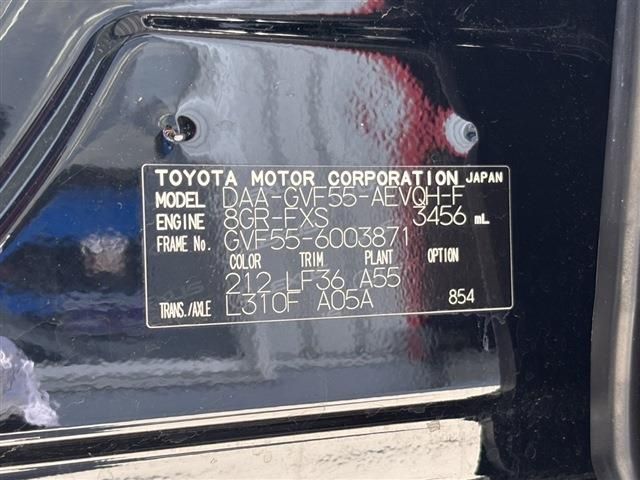 TOYOTA MOTOR CORPORATION JAPAN
MODEL DAA-GVF55-AEVQH-F
ENGINE 8GR-FXS 3456 mL
FRAME No. GVF55-6003871
COLOR TRIM PLANT OPTION
212 LF36 A55
TRANS./AXLE L310F A05A 854